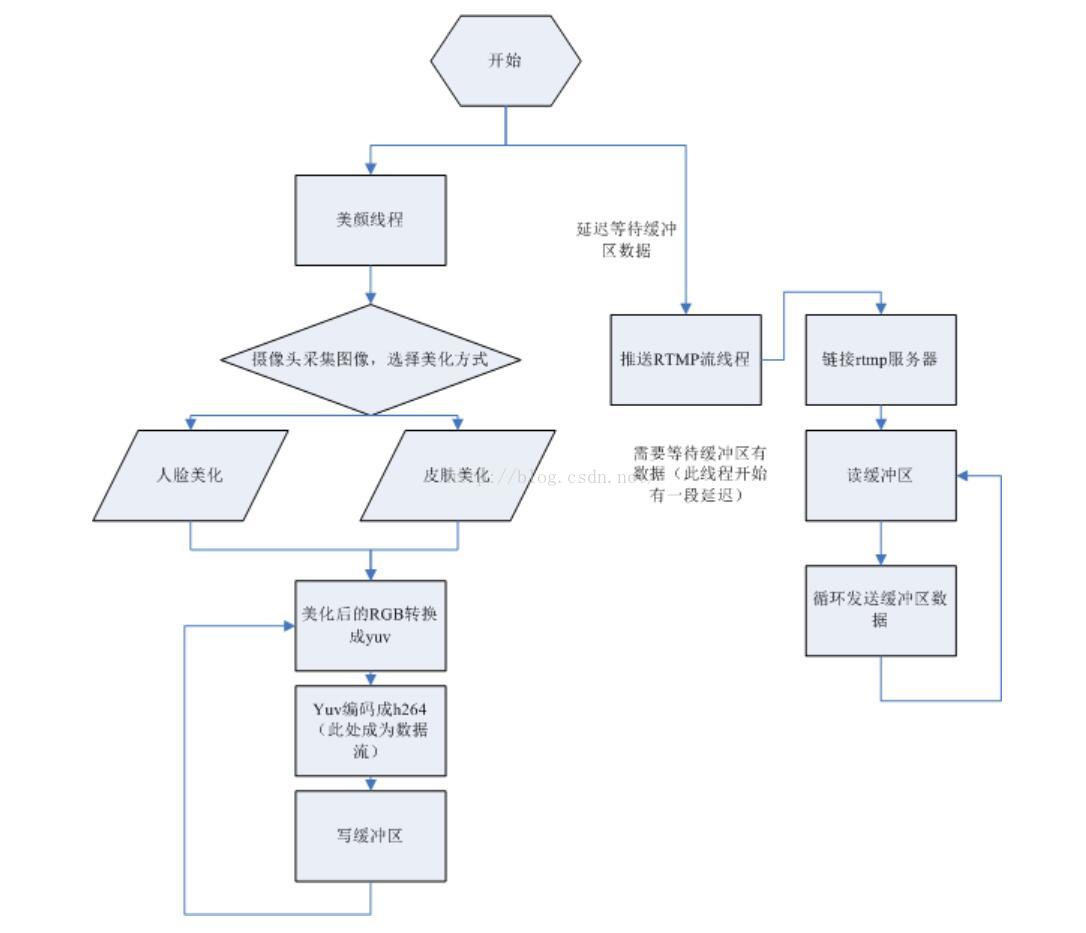 开始
美颜线程
延迟等待缓冲
区数据
摄像头采集图像，选择美化方式
推送RTMP流线程
链接rtmp服务器
人脸美化
皮肤美化
http://blog.csdn.net/
需要等待缓冲区有
数据（此线程开始
有一段延迟）
读缓冲区
美化后的RGB转换
成yuv
循环发送缓冲区数
据
Yuv编码成h264
（此处成为数据
流）
写缓冲区